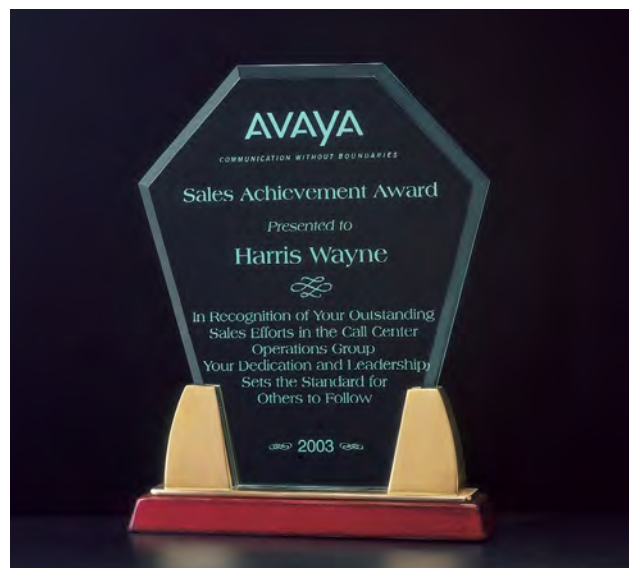 AVAYA
COMMUNICATION WITHOUT BOUNDARIES
Sales Achievement Award
Presented to
Harris Wayne
In Recognition of Your Outstanding
Sales Efforts in the Call Center
Operations Group
Your Dedication and Leadership,
Sets the Standard for
Others to Follow
2003